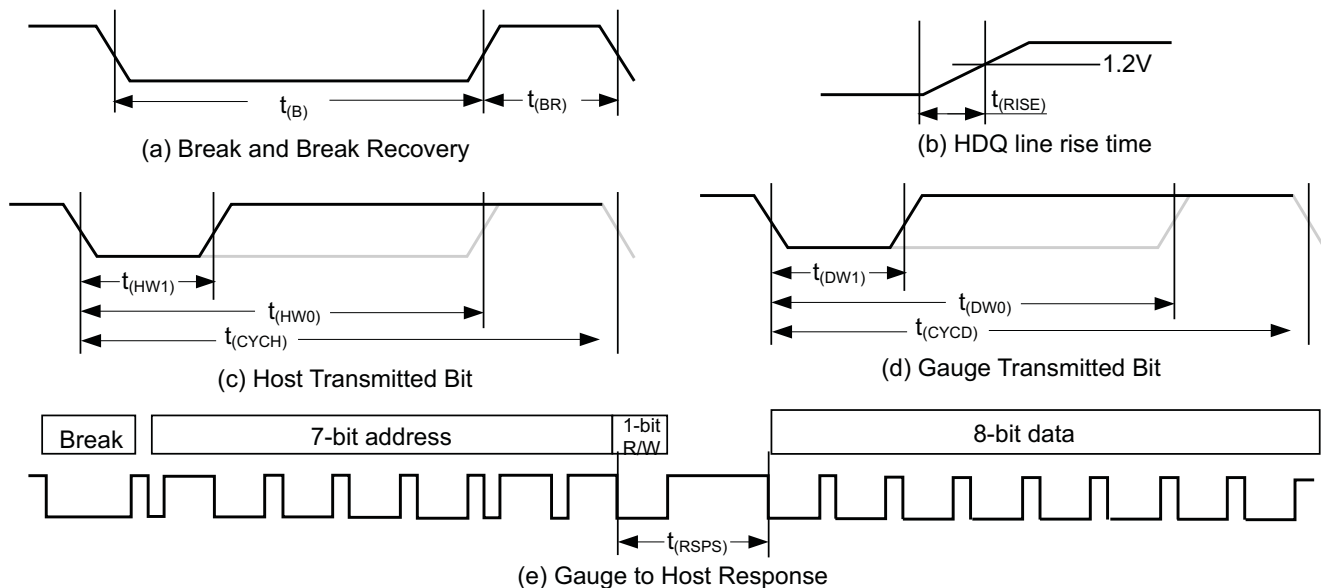 t(B)
t(BR)
(a) Break and Break Recovery
1.2V
t(RISE)
(b) HDQ line rise time
t(HW1)
t(HW0)
t(CYCH)
(c) Host Transmitted Bit
t(DW1)
t(DW0)
t(CYCD)
(d) Gauge Transmitted Bit
Break
7-bit address
1-bit
R/W
8-bit data
t(RSPS)
(e) Gauge to Host Response